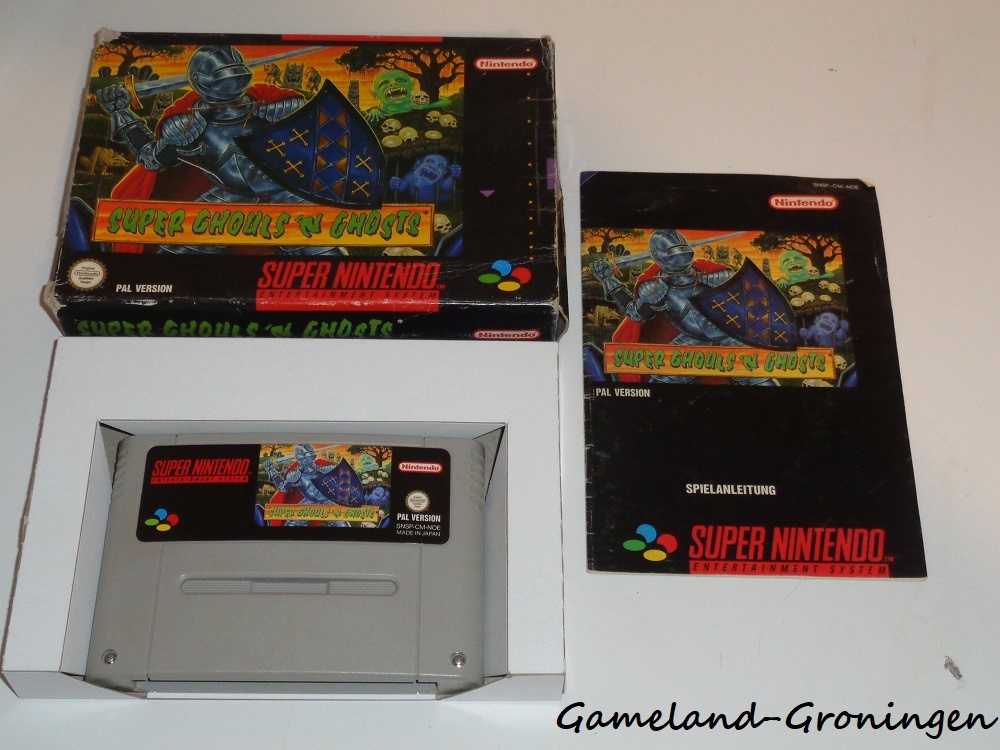 Nintendo
SUPER GHOULS 'N GHOSTS
PAL VERSION
SUPER NINTENDO
ENTERTAINMENT SYSTEM
SUPER GHOULS 'N GHOSTS
Nintendo
SNSP-CM-NOE
Nintendo
SUPER GHOULS 'N GHOSTS
PAL VERSION
SPIELANLEITUNG
SUPER NINTENDO
ENTERTAINMENT SYSTEM
SUPER NINTENDO
ENTERTAINMENT SYSTEM
Nintendo
SUPER GHOULS 'N GHOSTS
PAL VERSION
SNSP-CM-NOE
MADE IN JAPAN
Gameland-Groningen